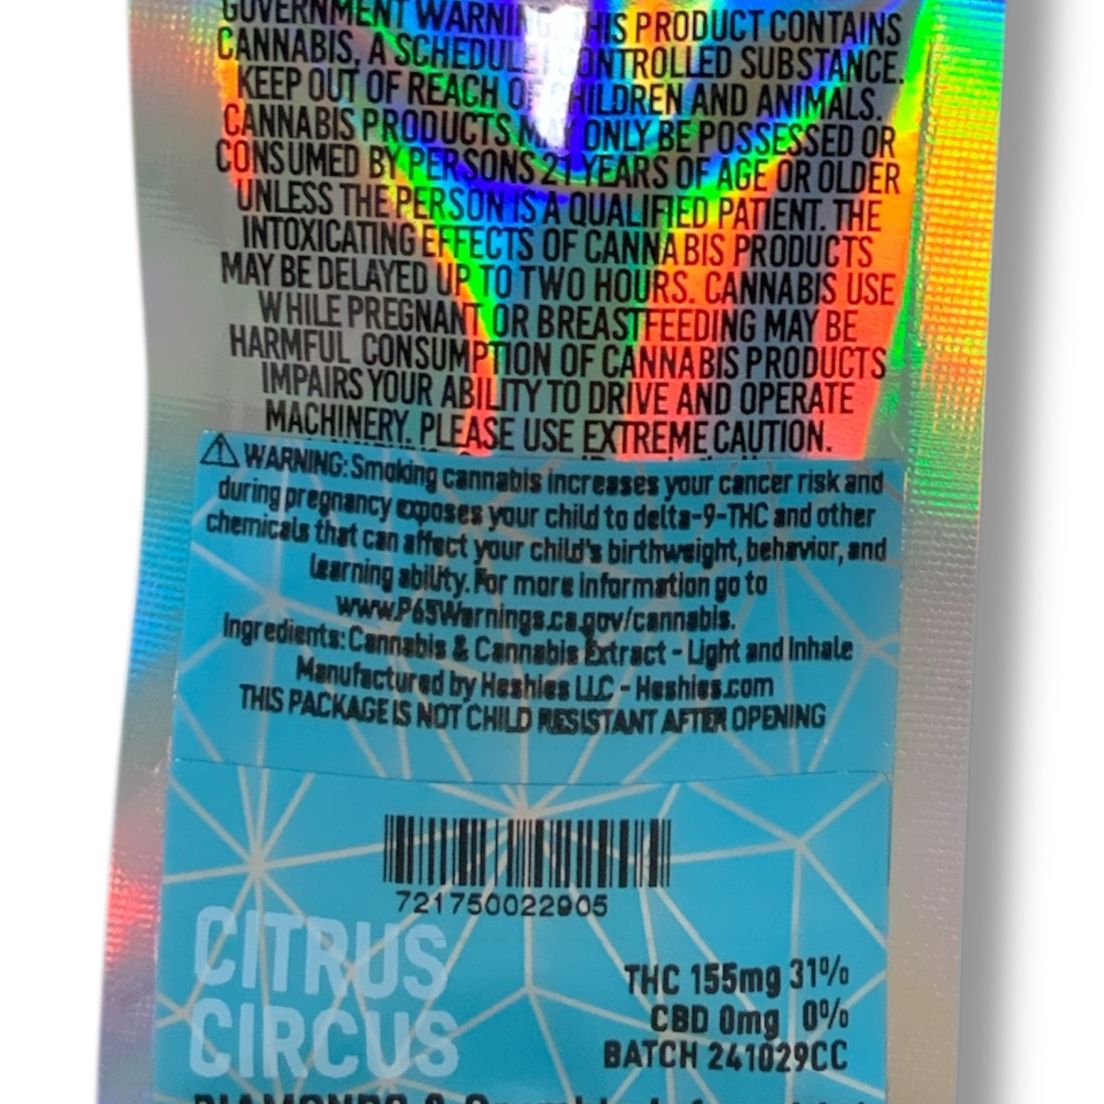 GOVERNMENT WARNING: THIS PRODUCT CONTAINS
CANNABIS, A SCHEDULE I CONTROLLED SUBSTANCE.
KEEP OUT OF REACH OF CHILDREN AND ANIMALS.
CANNABIS PRODUCTS MAY ONLY BE POSSESSED OR
CONSUMED BY PERSONS 21 YEARS OF AGE OR OLDER
UNLESS THE PERSON IS A QUALIFIED PATIENT. THE
INTOXICATING EFFECTS OF CANNABIS PRODUCTS
MAY BE DELAYED UP TO TWO HOURS. CANNABIS USE
WHILE PREGNANT OR BREASTFEEDING MAY BE
HARMFUL CONSUMPTION OF CANNABIS PRODUCTS
IMPAIRS YOUR ABILITY TO DRIVE AND OPERATE
MACHINERY. PLEASE USE EXTREME CAUTION.
WARNING: Smoking cannabis increases your cancer risk and
during pregnancy exposes your child to delta-9-THC and other
chemicals that can affect your child's birthweight, behavior, and
learning ability. For more information go to
www.P65Warnings.ca.gov/cannabis.
Ingredients: Cannabis & Cannabis Extract - Light and Inhale
Manufactured by Heshies LLC - Heshies.com
THIS PACKAGE IS NOT CHILD RESISTANT AFTER OPENING
721750022905
CITRUS
CIRCUS
THC 155mg 31%
CBD 0mg 0%
BATCH 241029CC
DIAMONDS &